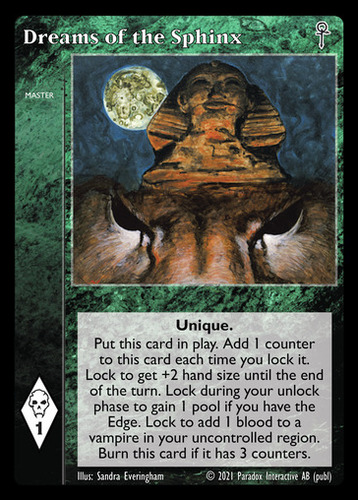 Dreams of the Sphinx
MASTER
Unique.
Put this card in play. Add 1 counter
to this card each time you lock it.
Lock to get +2 hand size until the end
of the turn. Lock during your unlock
phase to gain 1 pool if you have the
Edge. Lock to add 1 blood to a
vampire in your uncontrolled region.
Burn this card if it has 3 counters.
1
Illus: Sandra Everingham © 2021 Paradox Interactive AB (publ)